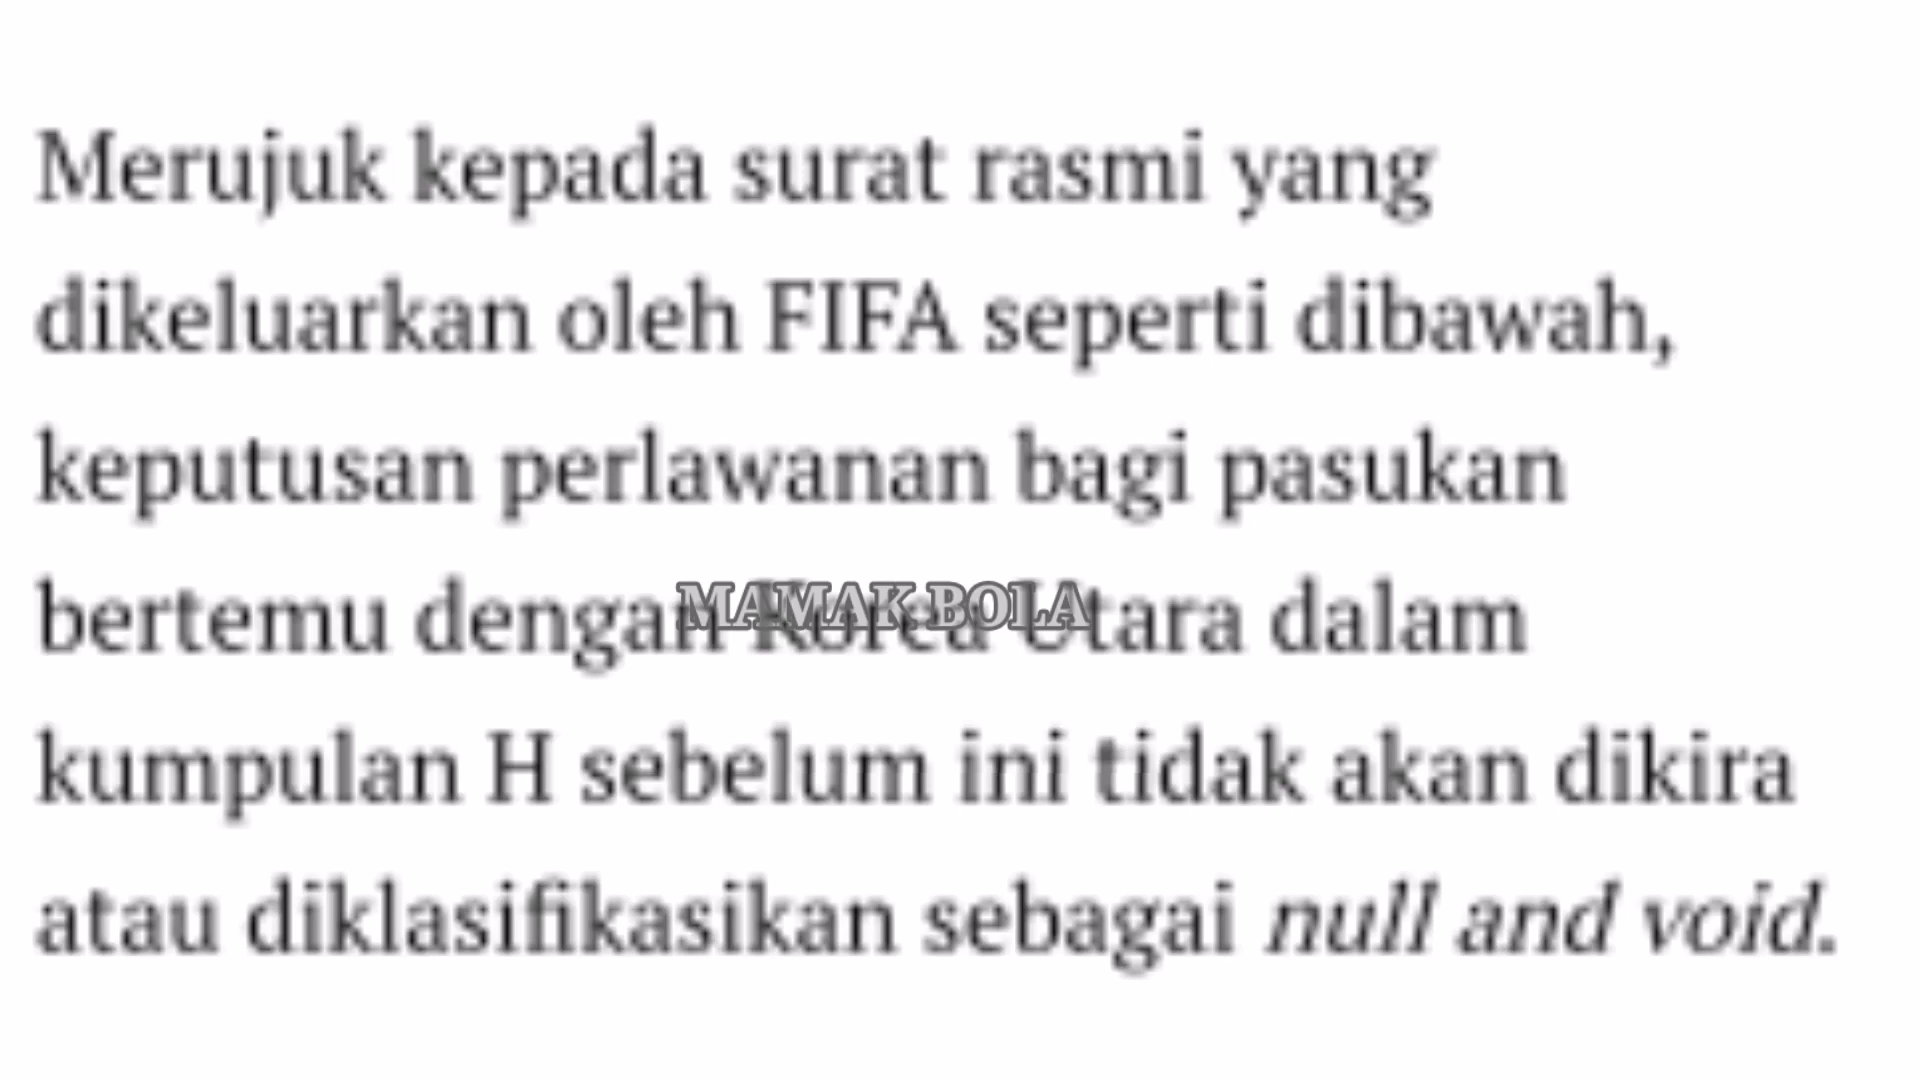 Merujuk kepada surat rasmi yang
dikeluarkan oleh FIFA seperti dibawah,
keputusan perlawanan bagi pasukan
bertemu dengan Korea Utara dalam
MAMAK BOLA
kumpulan H sebelum ini tidak akan dikira
atau diklasifikasikan sebagai null and void.